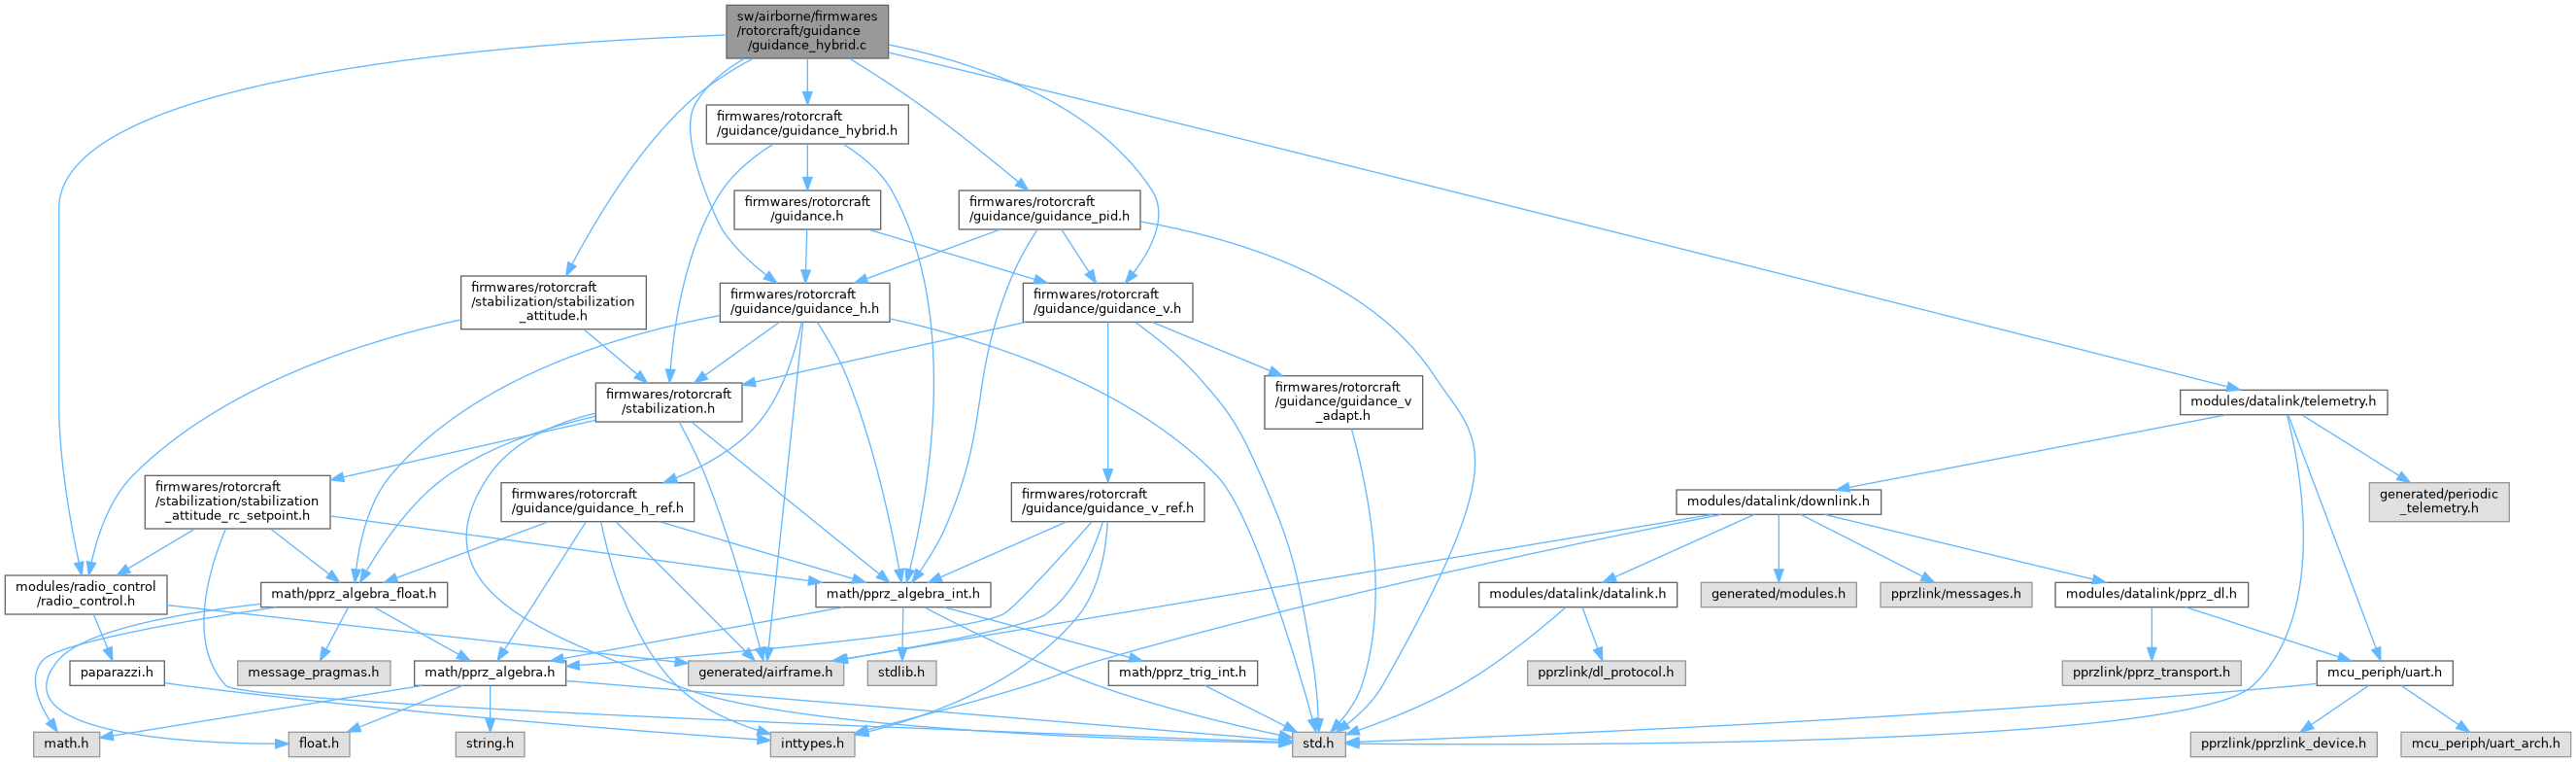 sw/airborne/firmwares
/rotorcraft/guidance
/guidance_hybrid.c
firmwares/rotorcraft
/guidance/guidance_hybrid.h
firmwares/rotorcraft
/guidance.h
firmwares/rotorcraft
/guidance/guidance_pid.h
firmwares/rotorcraft
/stabilization/stabilization
_attitude.h
firmwares/rotorcraft
/guidance/guidance_h.h
firmwares/rotorcraft
/guidance/guidance_v.h
firmwares/rotorcraft
/stabilization.h
firmwares/rotorcraft
/guidance/guidance_v
_adapt.h
modules/datalink/telemetry.h
firmwares/rotorcraft
/stabilization/stabilization
_attitude_rc_setpoint.h
firmwares/rotorcraft
/guidance/guidance_h_ref.h
firmwares/rotorcraft
/guidance/guidance_v_ref.h
modules/datalink/downlink.h
generated/periodic
_telemetry.h
modules/radio_control
/radio_control.h
math/pprz_algebra_float.h
math/pprz_algebra_int.h
modules/datalink/datalink.h
generated/modules.h
pprzlink/messages.h
modules/datalink/pprz_dl.h
paparazzi.h
message_pragmas.h
math/pprz_algebra.h
generated/airframe.h
stdlib.h
math/pprz_trig_int.h
pprzlink/dl_protocol.h
pprzlink/pprz_transport.h
mcu_periph/uart.h
math.h
float.h
string.h
inttypes.h
std.h
pprzlink/pprzlink_device.h
mcu_periph/uart_arch.h